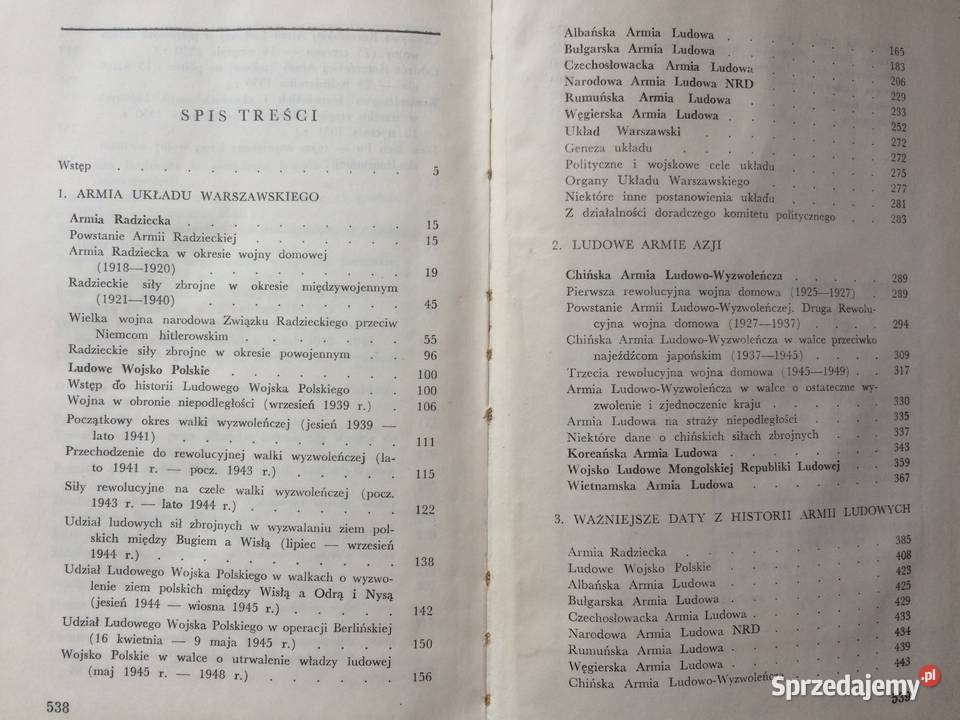 SPIS TREŚCI
Wstęp . . . . . . . . . . . . 5
1. ARMIA UKŁADU WARSZAWSKIEGO
Armia Radziecka . . . . . . . . . 15
Powstanie Armii Radzieckiej . . . . . . . 15
Armia Radziecka w okresie wojny domowej
(1918—1920) . . . . . . . . . 19
Radzieckie siły zbrojne w okresie międzywojennym
(1921—1940) . . . . . . . . . 45
Wielka wojna narodowa Związku Radzieckiego przeciw
Niemcom hitlerowskim . . . . . . . 55
Radzieckie siły zbrojne w okresie powojennym . . 96
Ludowe Wojsko Polskie . . . . . . . 100
Wstęp do historii Ludowego Wojska Polskiego . . 100
Wojna w obronie niepodległości (wrzesień 1939 r.) . 106
Początkowy okres walki wyzwoleńczej (jesień 1939 —
lato 1941) . . . . . . . . . 111
Przechodzenie do rewolucyjnej walki wyzwoleńczej (la-
to 1941 r. — pocz. 1943 r.) . . . . . 115
Siły rewolucyjne na czele walki wyzwoleńczej (pocz.
1943 r. — lato 1944 r.) . . . . . . 122
Udział ludowych sił zbrojnych w wyzwalaniu ziem pol-
skich między Bugiem a Wisłą (lipiec — wrzesień
1944 r.) . . . . . . . . . . 138
Udział Ludowego Wojska Polskiego w walkach o wyzwo-
lenie ziem polskich między Wisłą a Odrą i Nysą
(jesień 1944 — wiosna 1945 r.) . . . . . 142
Udział Ludowego Wojska Polskiego w operacji Berlińskiej
(16 kwietnia — 9 maja 1945 r.) . . . . . 150
Wojsko Polskie w walce o utrwalenie władzy ludowej
(maj 1945 r. — 1948 r.) . . . . . . 156
538
Albańska Armia Ludowa . . . . . . . 165
Bułgarska Armia Ludowa . . . . . . . 183
Czechosłowacka Armia Ludowa . . . . . . 206
Narodowa Armia Ludowa NRD . . . . . . 229
Rumuńska Armia Ludowa . . . . . . . 233
Węgierska Armia Ludowa . . . . . . . 252
Układ Warszawski . . . . . . . . 272
Geneza układu . . . . . . . . . 272
Polityczne i wojskowe cele układu . . . . . 275
Organy Układu Warszawskiego . . . . . . 277
Niektóre inne postanowienia układu . . . . . 281
Z działalności doradczego komitetu politycznego . 283
2. LUDOWE ARMIE AZJI
Chińska Armia Ludowo-Wyzwoleńcza . . . . 289
Pierwsza rewolucyjna wojna domowa (1925—1927) . 289
Powstanie Armii Ludowo-Wyzwoleńczej. Druga Rewolu-
cyjna wojna domowa (1927—1937) . . . . 294
Chińska Armia Ludowo-Wyzwoleńcza w walce przeciwko
najeźdźcom japońskim (1937—1945) . . . . 309
Trzecia rewolucyjna wojna domowa (1945—1949) . . 317
Armia Ludowo-Wyzwoleńcza w walce o ostateczne wy-
zwolenie i zjednoczenie kraju . . . . . . 330
Armia Ludowa na straży niepodległości . . . . 335
Niektóre dane o chińskich siłach zbrojnych . . . 337
Koreańska Armia Ludowa . . . . . . . 343
Wojsko Ludowe Mongolskiej Republiki Ludowej . . 359
Wietnamska Armia Ludowa . . . . . . 367
3. WAŻNIEJSZE DATY Z HISTORII ARMII LUDOWYCH
Armia Radziecka . . . . . . . . . 385
Ludowe Wojsko Polskie . . . . . . . 408
Albańska Armia Ludowa . . . . . . . 423
Bułgarska Armia Ludowa . . . . . . . 425
Czechosłowacka Armia Ludowa . . . . . . 429
Narodowa Armia Ludowa NRD . . . . . . 433
Rumuńska Armia Ludowa . . . . . . . 434
Węgierska Armia Ludowa . . . . . . . 439
Chińska Armia Ludowo-Wyzwoleńcza . . . . 443
539
Sprzedajemy.pl